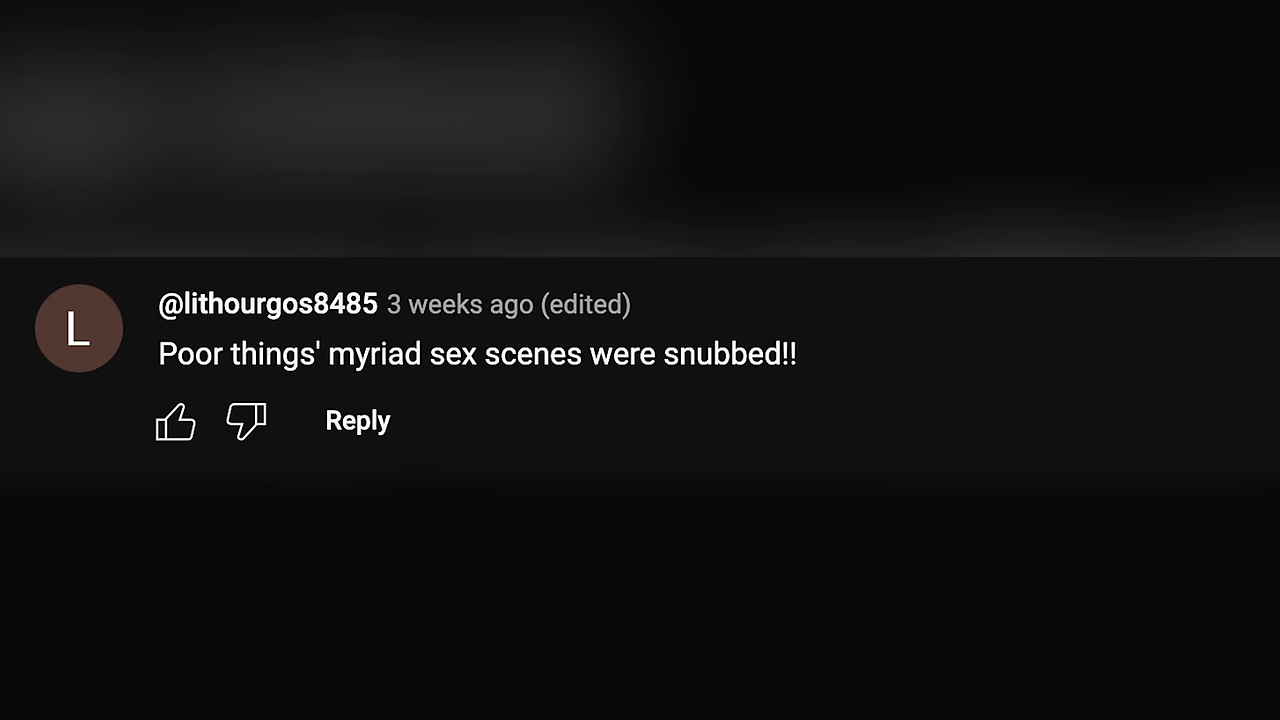 L
@lithourgos8485 3 weeks ago (edited)
Poor things' myriad sex scenes were snubbed!!
Reply